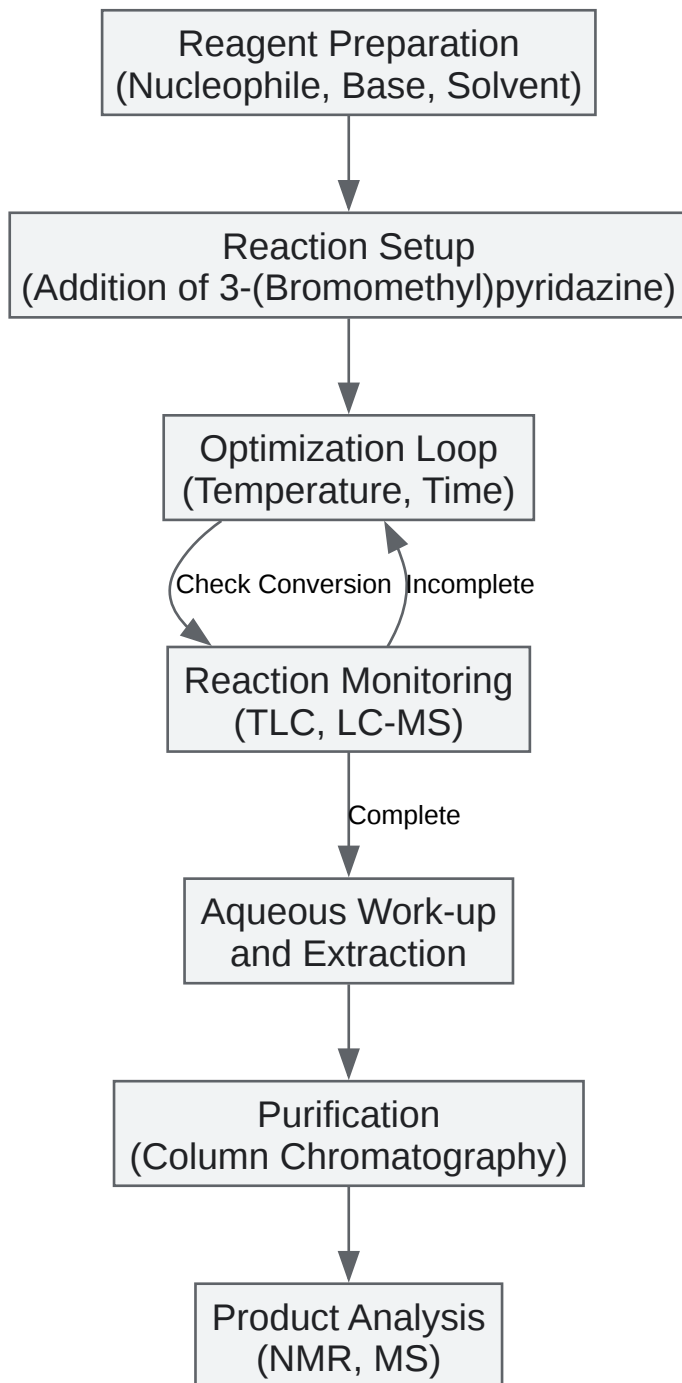 Reagent Preparation
(Nucleophile, Base, Solvent)
Reaction Setup
(Addition of 3-(Bromomethyl)pyridazine)
Optimization Loop
(Temperature, Time)
Check Conversion
Incomplete
Reaction Monitoring
(TLC, LC-MS)
Complete
Aqueous Work-up
and Extraction
Purification
(Column Chromatography)
Product Analysis
(NMR, MS)